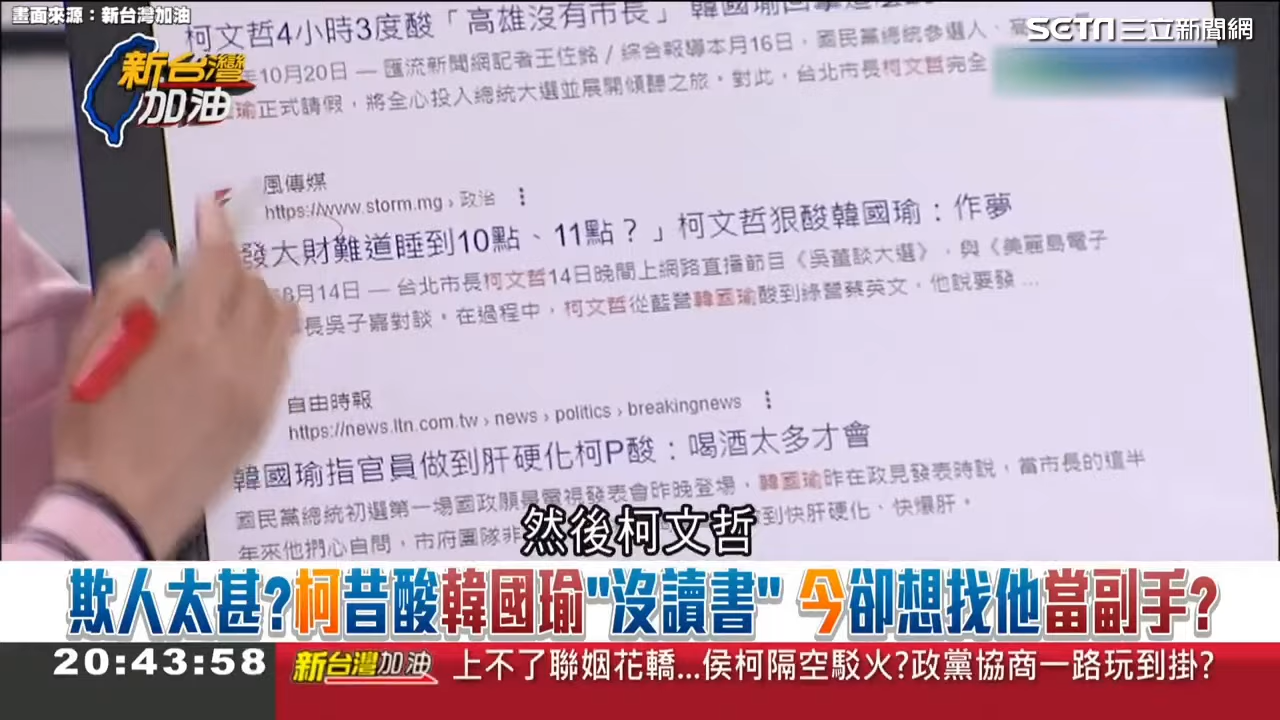 畫面來源：新台灣加油
SETN三立新聞網
新台灣加油
柯文哲4小時3度酸「高雄沒有市長」韓國瑜回
年10月20日 — 匯流新聞網記者王佐銘 / 綜合報導本月16日，國民黨總統參選人、
瑜正式請假，將全心投入總統大選並展開傾聽之旅。對此，台北市長柯文哲完全
風傳媒
https://www.storm.mg › 政治
發大財難道睡到10點、11點？」柯文哲狠酸韓國瑜：作夢
年8月14日 — 台北市長柯文哲14日晚間上網路直播節目《吳董談大選》，與《美麗島電子
長吳子嘉對談。在過程中，柯文哲從藍營韓國瑜酸到綠營蔡英文，他說要發 ...
自由時報
https://news.ltn.com.tw › news › politics › breakingnews
韓國瑜指官員做到肝硬化柯P酸：喝酒太多才會
國民黨總統初選第一場國政願景電視發表會昨晚登場，韓國瑜昨在政見發表時說，當市長的這半
年來他捫心自問，市府團隊非 到快肝硬化、快爆肝。
然後柯文哲
欺人太甚?柯昔酸韓國瑜"沒讀書" 今卻想找他當副手?
20:43:58
新台灣加油 上不了聯姻花轎...侯柯隔空駁火?政黨協商一路玩到掛?